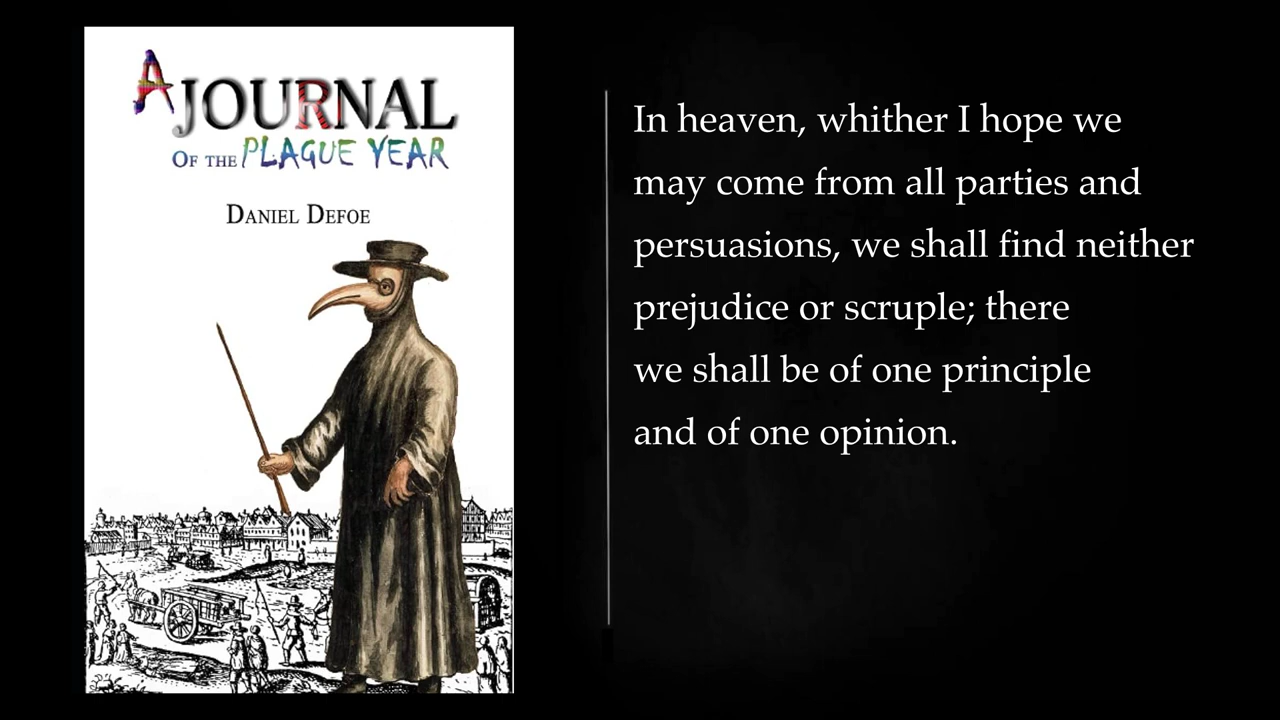 A JOURNAL
OF THE PLAGUE YEAR
DANIEL DEFOE
In heaven, whither I hope we
may come from all parties and
persuasions, we shall find neither
prejudice or scruple; there
we shall be of one principle
and of one opinion.